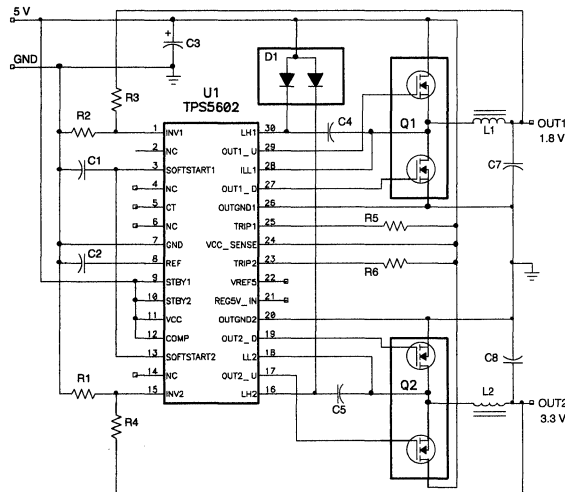 5 V
GND
C3
D1
U1
TPS5602
R3
R2
C1
C2
R1
R4
1 INV1
2 NC
3 SOFTSTART1
4 NC
5 CT
6 NC
7 GND
8 REF
9 STBY1
10 STBY2
11 VCC
12 COMP
13 SOFTSTART2
14 NC
15 INV2
LH1 30
OUT1_U 29
ILL1 28
OUT1_D 27
OUTGND1 26
TRIP1 25
VCC_SENSE 24
TRIP2 23
VREF5 22
REG5V_IN 21
OUTGND2 20
OUT2_D 19
LL2 18
OUT2_U 17
LH2 16
C4
C5
R5
R6
Q1
Q2
L1
L2
C7
C8
OUT1
1.8 V
OUT2
3.3 V
+